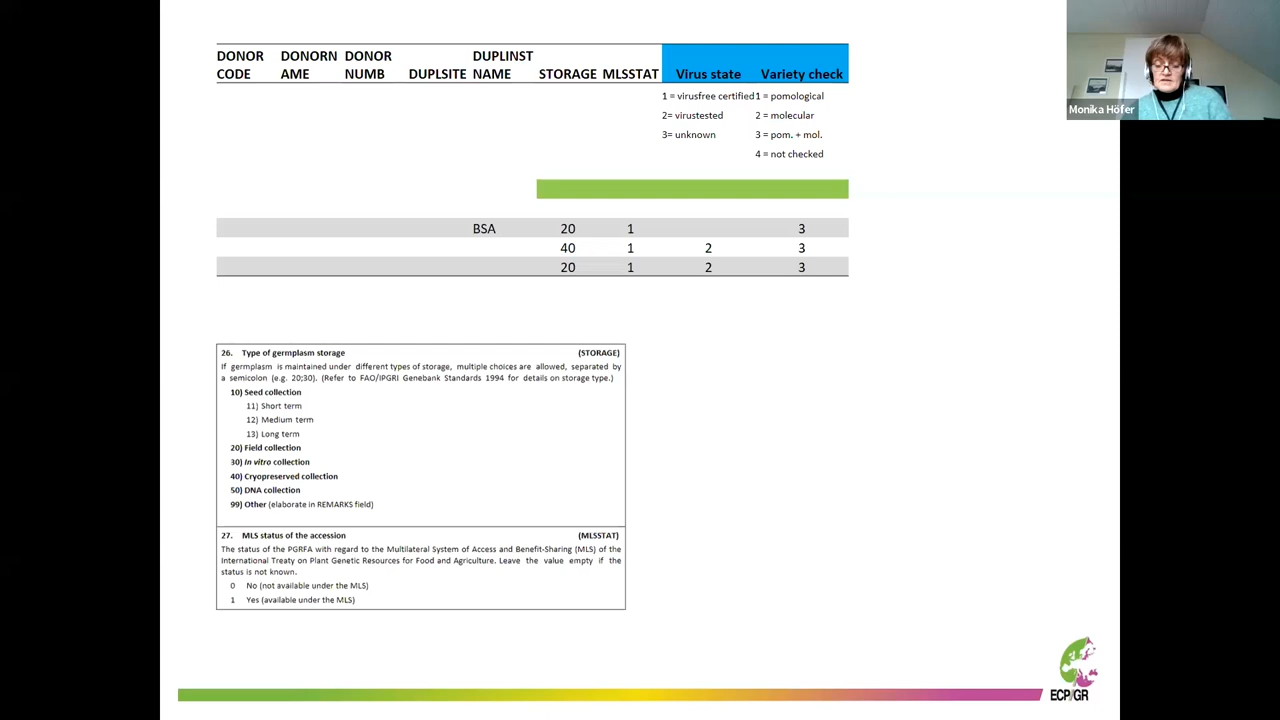 DONOR CODE DONORN AME DONOR NUMB DUPLSITE DUPLINST NAME STORAGE MLSSTAT Virus state Variety check
1 = virusfree certified 1 = pomological
2= virustested 2 = molecular
3= unknown 3 = pom. + mol.
4 = not checked
BSA 20 1 3
40 1 2 3
20 1 2 3
26. Type of germplasm storage (STORAGE)
If germplasm is maintained under different types of storage, multiple choices are allowed, separated by
a semicolon (e.g. 20;30). (Refer to FAO/IPGRI Genebank Standards 1994 for details on storage type.)
10) Seed collection
11) Short term
12) Medium term
13) Long term
20) Field collection
30) In vitro collection
40) Cryopreserved collection
50) DNA collection
99) Other (elaborate in REMARKS field)
27. MLS status of the accession (MLSSTAT)
The status of the PGRFA with regard to the Multilateral System of Access and Benefit-Sharing (MLS) of the
International Treaty on Plant Genetic Resources for Food and Agriculture. Leave the value empty if the
status is not known.
0 No (not available under the MLS)
1 Yes (available under the MLS)
Monika Höfer
ECP/GR